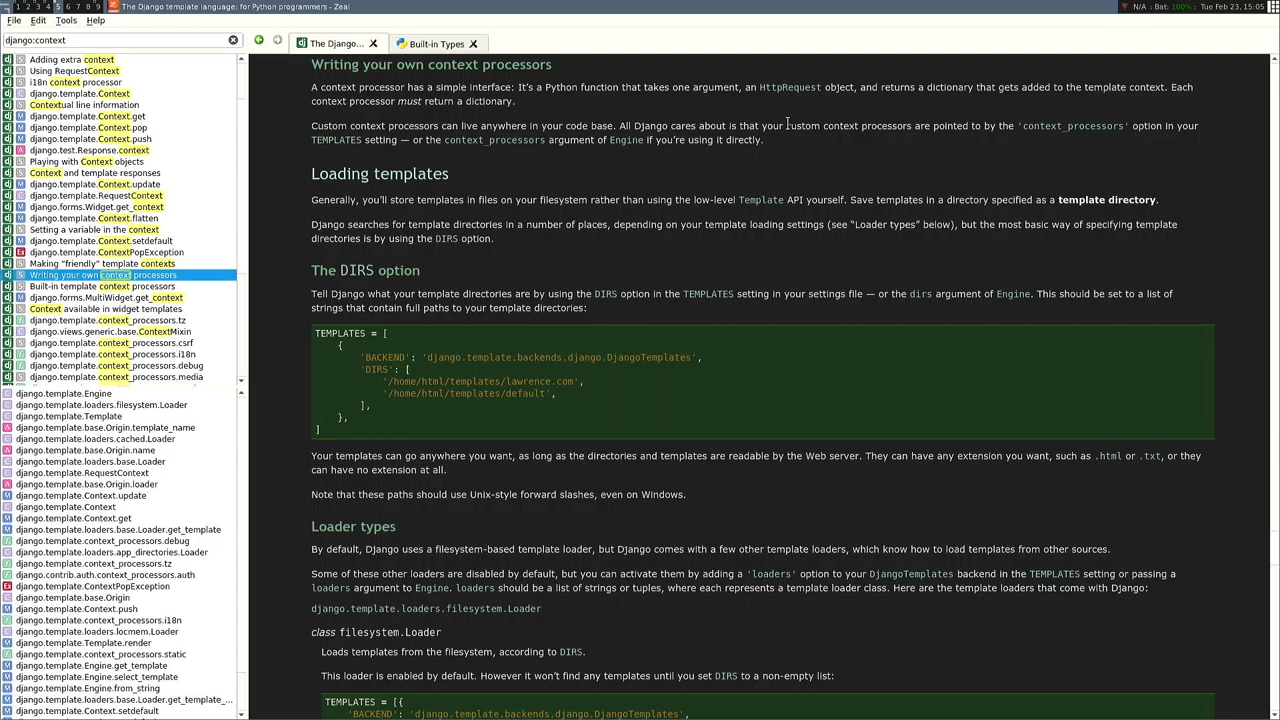 1 2 3 4 5 6 7 8 9 The Django template language: for Python programmers - Zeal
N/A : Bat: 100% : Tue Feb 23, 15:05
File Edit Tools Help
django:context
The Django...
Built-in Types
Adding extra context
Using RequestContext
i18n context processor
django.template.Context
Contextual line information
django.template.Context.get
django.template.Context.pop
django.template.Context.push
django.test.Response.context
Playing with Context objects
Context and template responses
django.template.Context.update
django.template.RequestContext
django.forms.Widget.get_context
django.template.Context.flatten
Setting a variable in the context
django.template.Context.setdefault
django.template.ContextPopException
Making “friendly” template contexts
Writing your own context processors
Built-in template context processors
django.forms.MultiWidget.get_context
Context available in widget templates
django.template.context_processors.tz
django.views.generic.base.ContextMixin
django.template.context_processors.csrf
django.template.context_processors.i18n
django.template.context_processors.debug
django.template.context_processors.media
django.template.Engine
django.template.loaders.filesystem.Loader
django.template.Template
django.template.base.Origin.template_name
django.template.loaders.cached.Loader
django.template.base.Origin.name
django.template.loaders.base.Loader
django.template.RequestContext
django.template.base.Origin.loader
django.template.Context.update
django.template.Context
django.template.Context.get
django.template.loaders.base.Loader.get_template
django.template.context_processors.debug
django.template.loaders.app_directories.Loader
django.template.context_processors.tz
django.contrib.auth.context_processors.auth
django.template.ContextPopException
django.template.base.Origin
django.template.Context.push
django.template.context_processors.i18n
django.template.loaders.locmem.Loader
django.template.Template.render
django.template.context_processors.static
django.template.Engine.get_template
django.template.Engine.select_template
django.template.Engine.from_string
django.template.loaders.base.Loader.get_template_...
django.template.Context.setdefault
Writing your own context processors
A context processor has a simple interface: It’s a Python function that takes one argument, an HttpRequest object, and returns a dictionary that gets added to the template context. Each
context processor must return a dictionary.
Custom context processors can live anywhere in your code base. All Django cares about is that your custom context processors are pointed to by the 'context_processors' option in your
TEMPLATES setting — or the context_processors argument of Engine if you’re using it directly.
Loading templates
Generally, you’ll store templates in files on your filesystem rather than using the low-level Template API yourself. Save templates in a directory specified as a template directory.
Django searches for template directories in a number of places, depending on your template loading settings (see “Loader types” below), but the most basic way of specifying template
directories is by using the DIRS option.
The DIRS option
Tell Django what your template directories are by using the DIRS option in the TEMPLATES setting in your settings file — or the dirs argument of Engine. This should be set to a list of
strings that contain full paths to your template directories:
TEMPLATES = [
{
'BACKEND': 'django.template.backends.django.DjangoTemplates',
'DIRS': [
'/home/html/templates/lawrence.com',
'/home/html/templates/default',
],
},
]
Your templates can go anywhere you want, as long as the directories and templates are readable by the Web server. They can have any extension you want, such as .html or .txt, or they
can have no extension at all.
Note that these paths should use Unix-style forward slashes, even on Windows.
Loader types
By default, Django uses a filesystem-based template loader, but Django comes with a few other template loaders, which know how to load templates from other sources.
Some of these other loaders are disabled by default, but you can activate them by adding a 'loaders' option to your DjangoTemplates backend in the TEMPLATES setting or passing a
loaders argument to Engine. loaders should be a list of strings or tuples, where each represents a template loader class. Here are the template loaders that come with Django:
django.template.loaders.filesystem.Loader
class filesystem.Loader
Loads templates from the filesystem, according to DIRS.
This loader is enabled by default. However it won’t find any templates until you set DIRS to a non-empty list:
TEMPLATES = [{
'BACKEND': 'django.template.backends.django.DjangoTemplates',